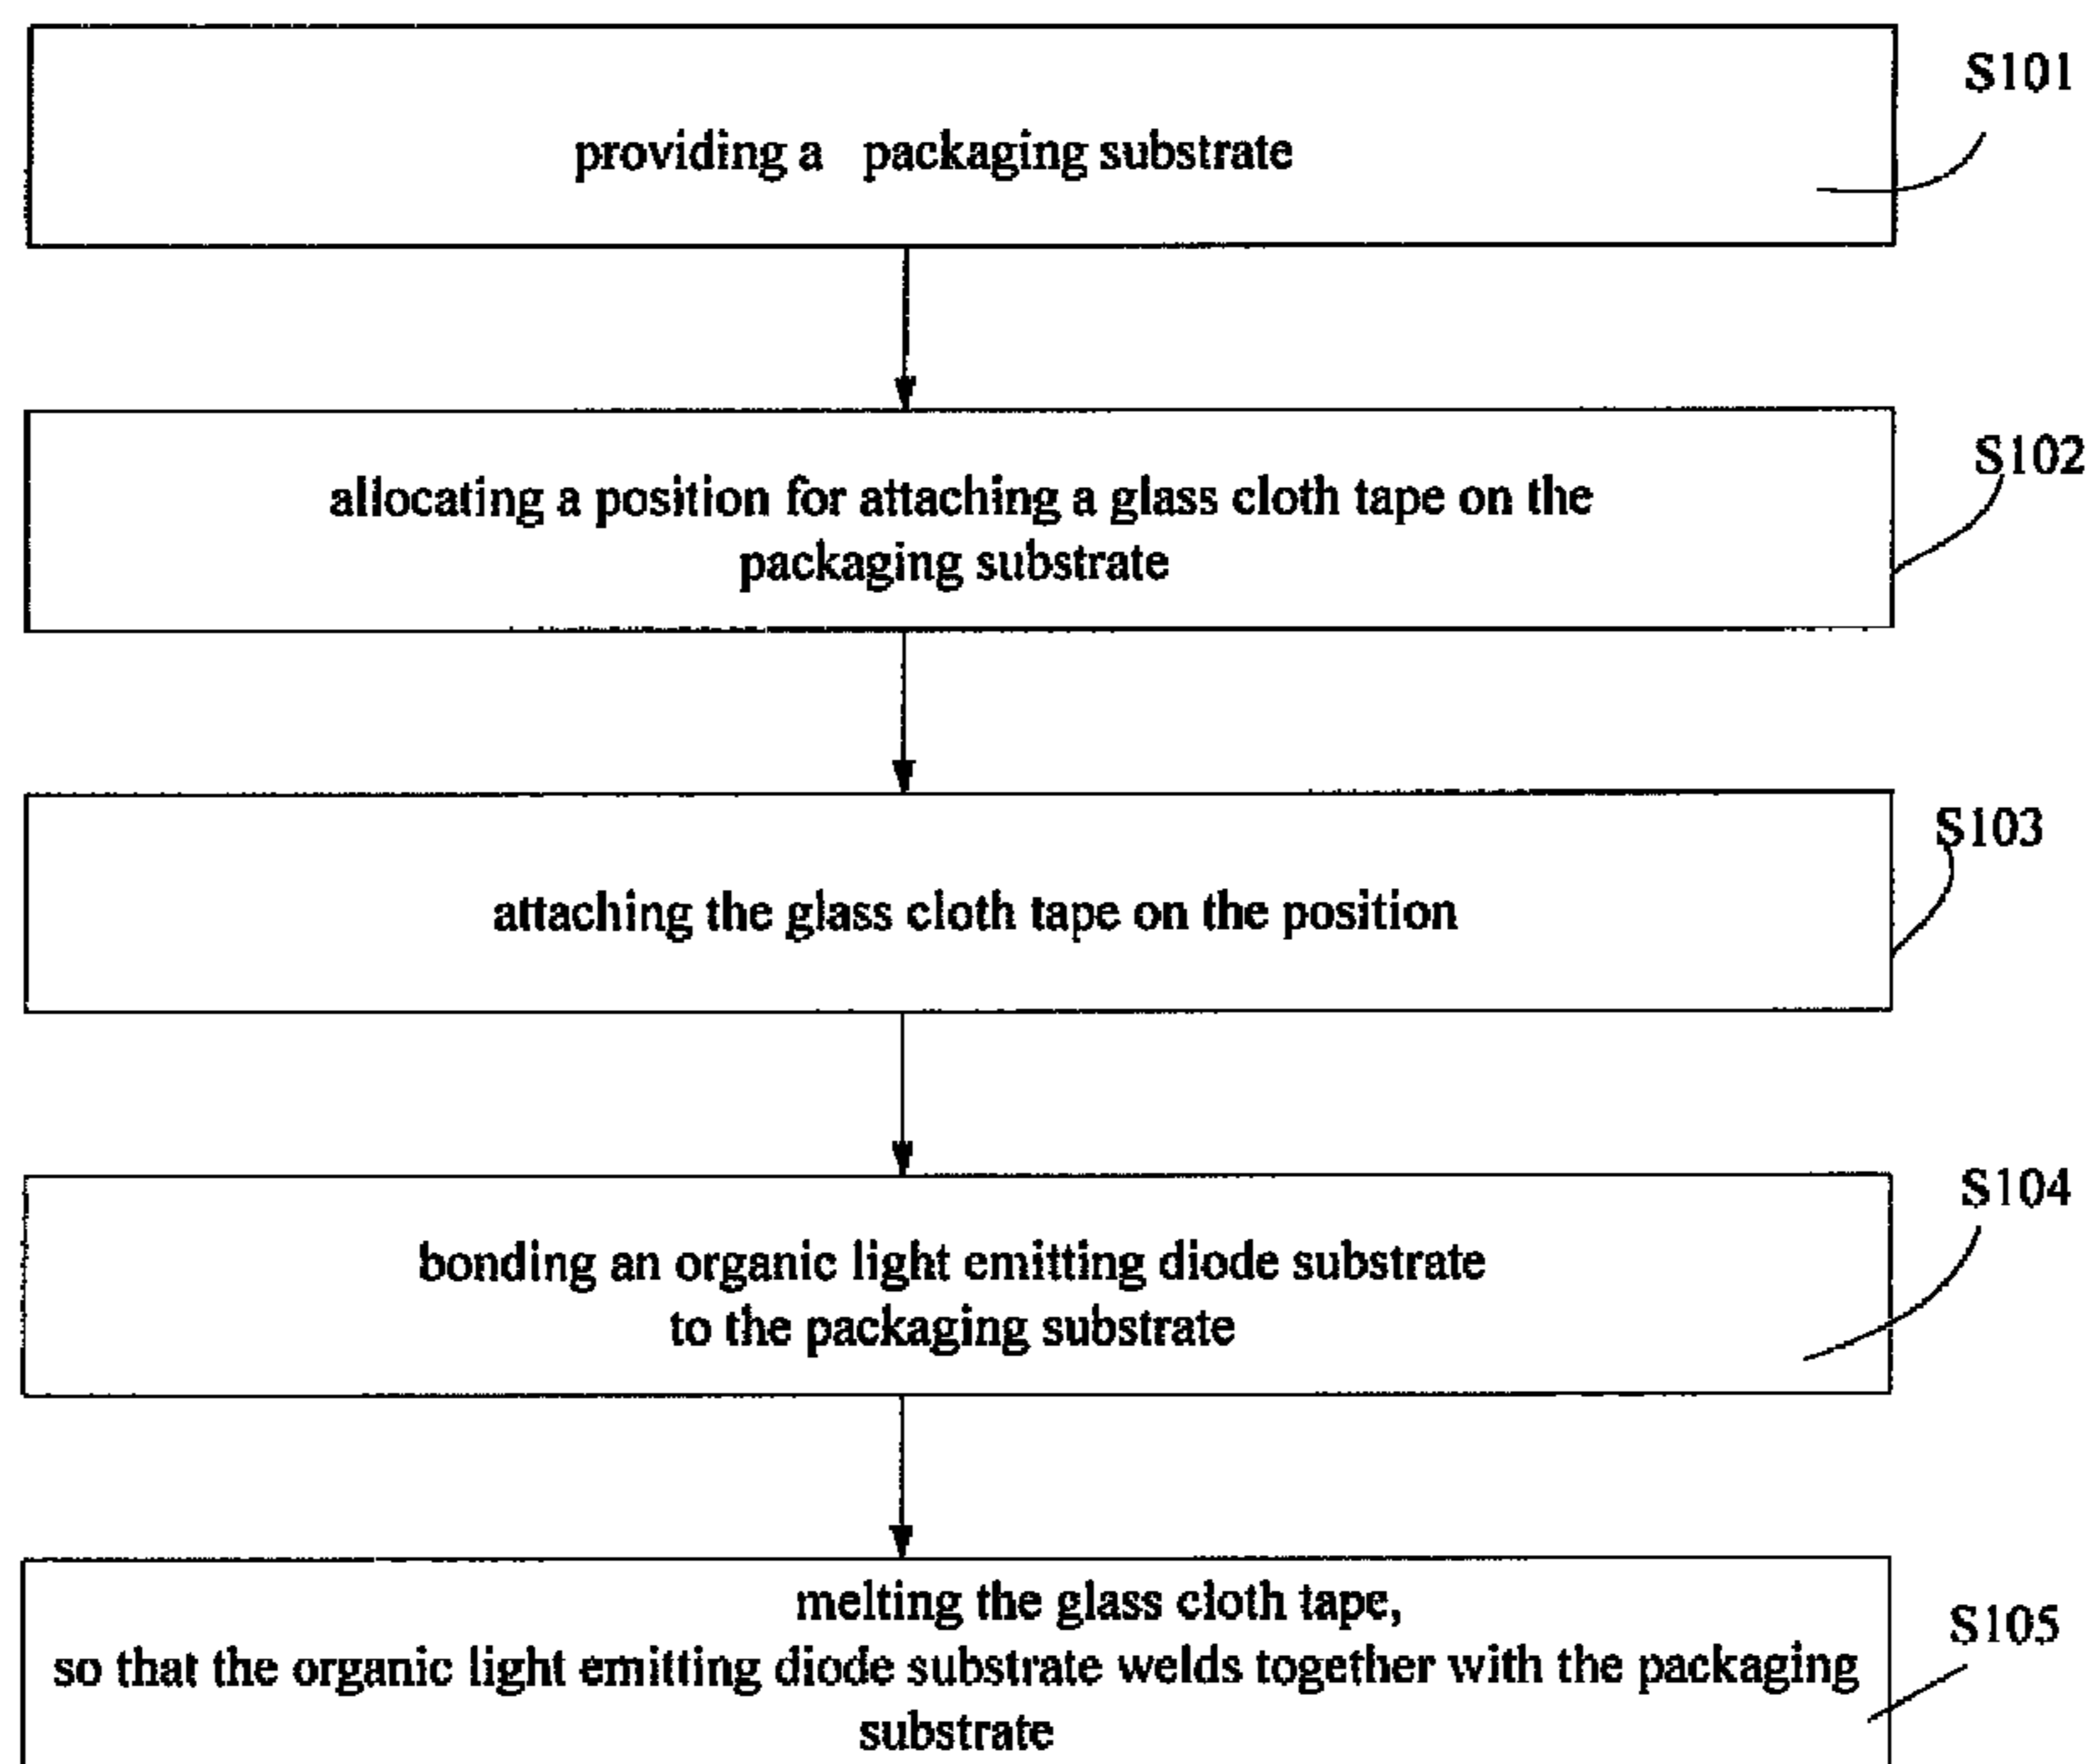 S101
providing a packaging substrate
S102
allocating a position for attaching a glass cloth tape on the
packaging substrate
S103
attaching the glass cloth tape on the position
S104
bonding an organic light emitting diode substrate
to the packaging substrate
S105
melting the glass cloth tape,
so that the organic light emitting diode substrate welds together with the packaging
substrate